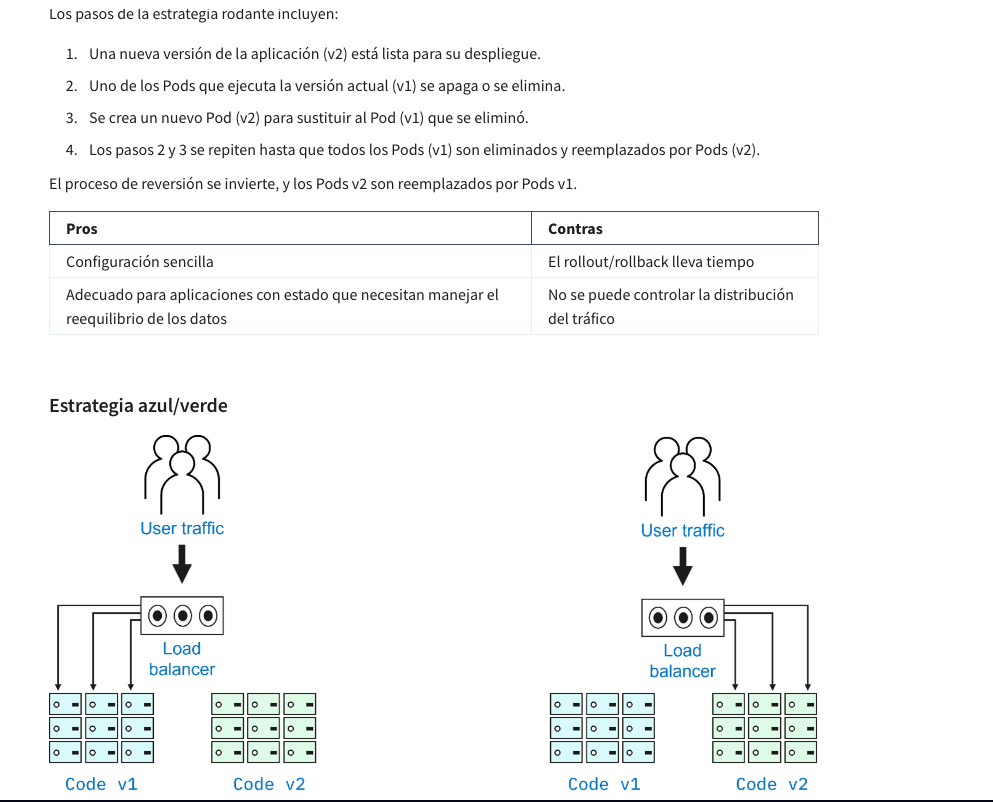 Los pasos de la estrategia rodante incluyen:
1. Una nueva versión de la aplicación (v2) está lista para su despliegue.
2. Uno de los Pods que ejecuta la versión actual (v1) se apaga o se elimina.
3. Se crea un nuevo Pod (v2) para sustituir al Pod (v1) que se eliminó.
4. Los pasos 2 y 3 se repiten hasta que todos los Pods (v1) son eliminados y reemplazados por Pods (v2).
El proceso de reversión se invierte, y los Pods v2 son reemplazados por Pods v1.
Pros Contras
Configuración sencilla El rollout/rollback lleva tiempo
Adecuado para aplicaciones con estado que necesitan manejar el
reequilibrio de los datos
No se puede controlar la distribución
del tráfico
Estrategia azul/verde
User traffic
Load
balancer
Code v1 Code v2
User traffic
Load
balancer
Code v1 Code v2